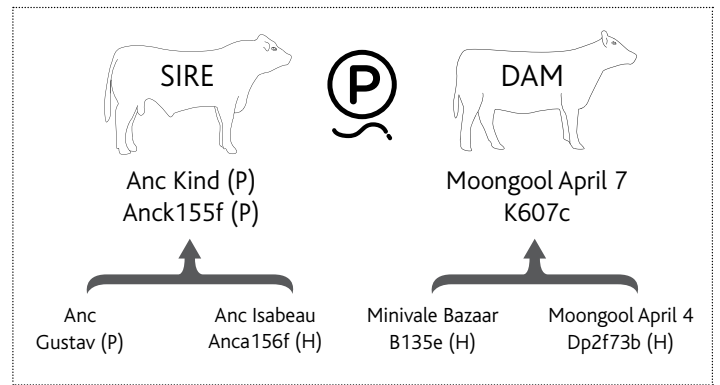 SIRE
P
DAM
Anc Kind (P)
Anck155f (P)
Moongool April 7
K607c
Anc
Gustav (P)
Anc Isabeau
Anca156f (H)
Minivale Bazaar
B135e (H)
Moongool April 4
Dp2f73b (H)